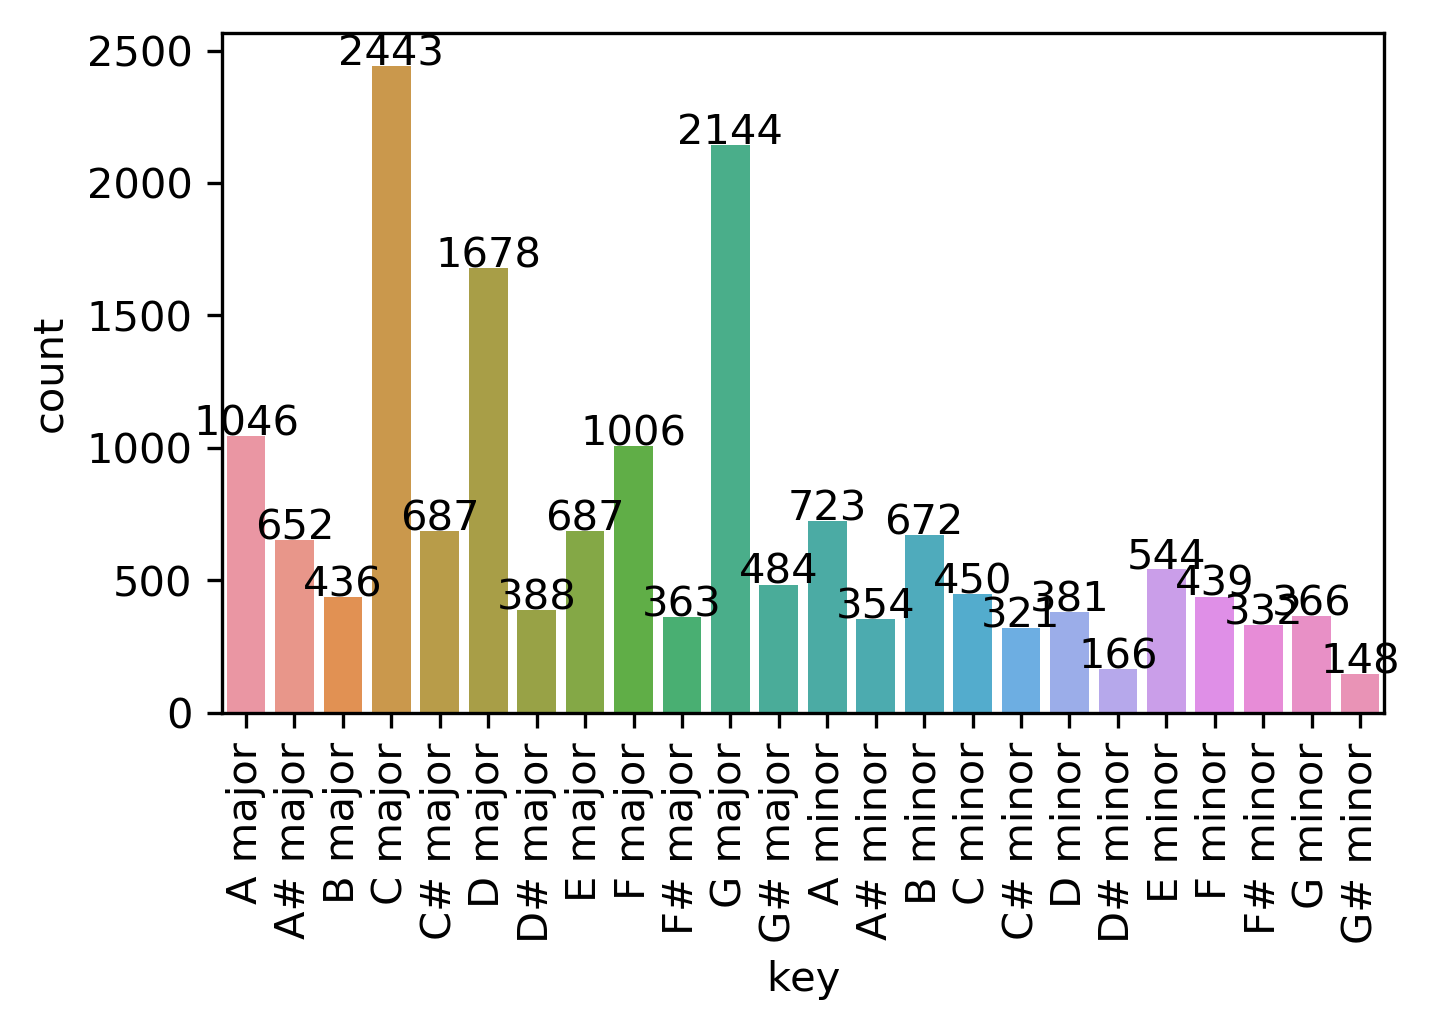 2500
2000
1500
1000
500
0
count
1046
652
436
2443
687
1678
388
687
1006
363
2144
484
723
354
672
450
321
381
166
544
439
332
366
148
A major
A# major
B major
C major
C# major
D major
D# major
E major
F major
F# major
G major
G# major
A minor
A# minor
B minor
C minor
C# minor
D minor
D# minor
E minor
F minor
F# minor
G minor
G# minor
key